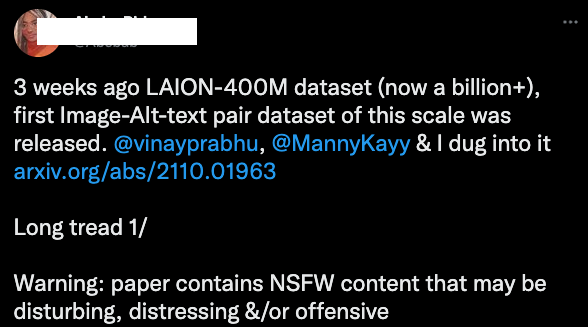 3 weeks ago LAION-400M dataset (now a billion+),
first Image-Alt-text pair dataset of this scale was
released. @vinayprabhu, @MannyKayy & I dug into it
arxiv.org/abs/2110.01963
Long tread 1/
Warning: paper contains NSFW content that may be
disturbing, distressing &/or offensive